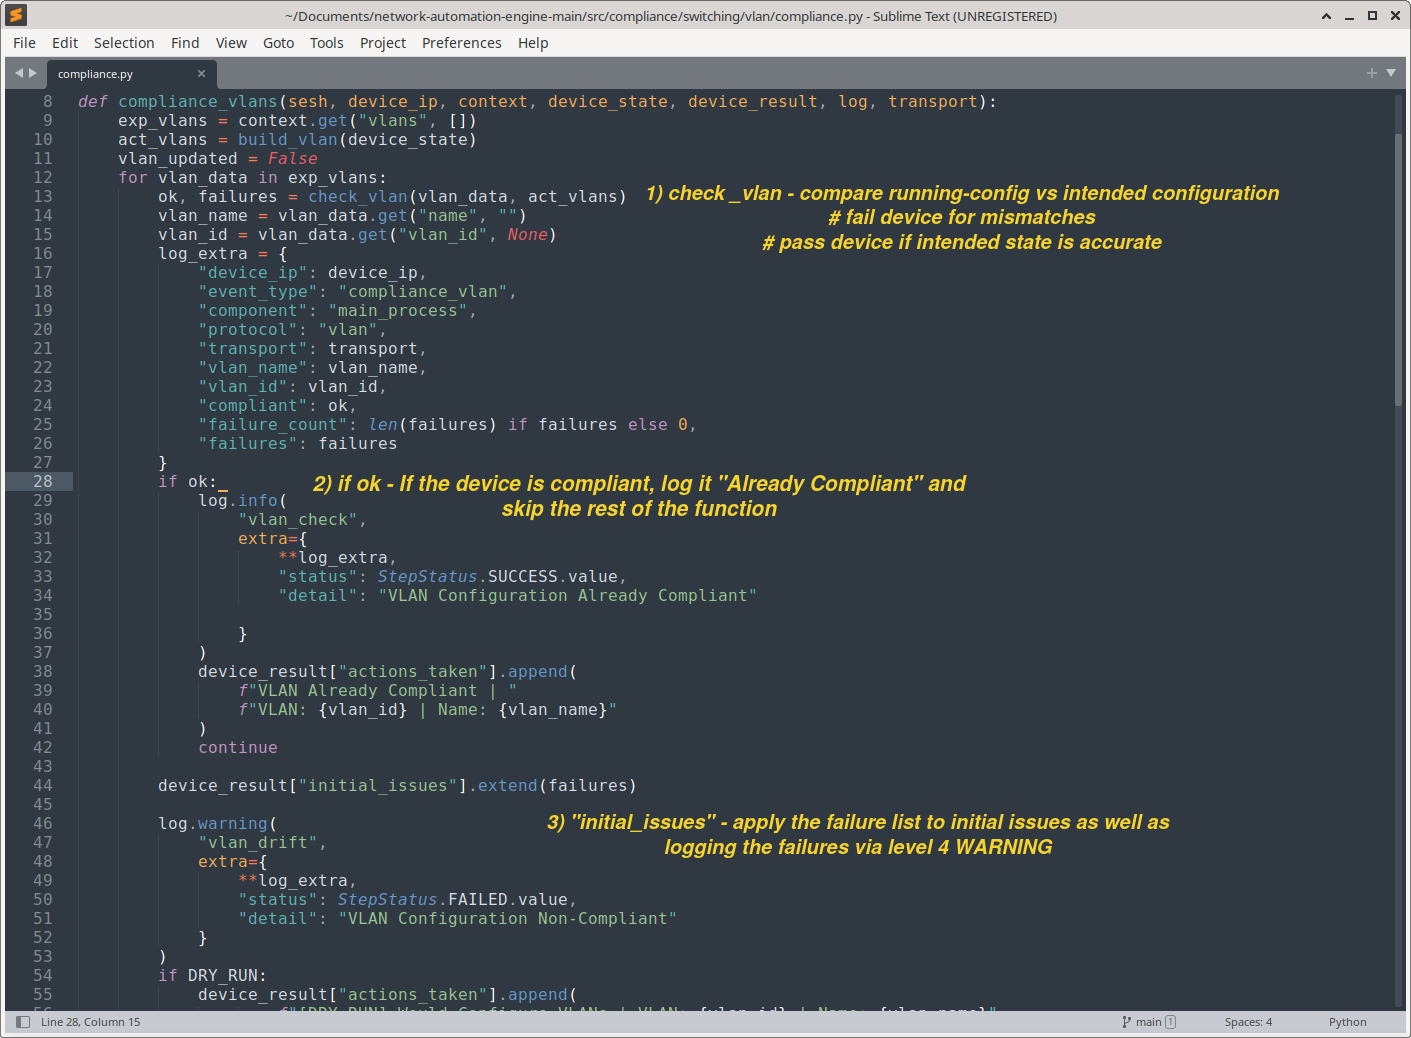 ~/Documents/network-automation-engine-main/src/compliance/switching/vlan/compliance.py - Sublime Text (UNREGISTERED)
File Edit Selection Find View Goto Tools Project Preferences Help
compliance.py
8 def compliance_vlans(sesh, device_ip, context, device_state, device_result, log, transport):
9 exp_vlans = context.get("vlans", [])
10 act_vlans = build_vlan(device_state)
11 vlan_updated = False
12 for vlan_data in exp_vlans:
13 ok, failures = check_vlan(vlan_data, act_vlans) 1) check_vlan - compare running-config vs intended configuration
14 vlan_name = vlan_data.get("name", "") # fail device for mismatches
15 vlan_id = vlan_data.get("vlan_id", None) # pass device if intended state is accurate
16 log_extra = {
17 "device_ip": device_ip,
18 "event_type": "compliance_vlan",
19 "component": "main_process",
20 "protocol": "vlan",
21 "transport": transport,
22 "vlan_name": vlan_name,
23 "vlan_id": vlan_id,
24 "compliant": ok,
25 "failure_count": len(failures) if failures else 0,
26 "failures": failures
27 }
28 if ok: 2) if ok - If the device is compliant, log it "Already Compliant" and
29 log.info( skip the rest of the function
30 "vlan_check",
31 extra={
32 **log_extra,
33 "status": StepStatus.SUCCESS.value,
34 "detail": "VLAN Configuration Already Compliant"
35
36 }
37 )
38 device_result["actions_taken"].append(
39 f"VLAN Already Compliant | "
40 f"VLAN: {vlan_id} | Name: {vlan_name}"
41 )
42 continue
43
44 device_result["initial_issues"].extend(failures)
45
46 log.warning( 3) "initial_issues" - apply the failure list to initial issues as well as
47 "vlan_drift", logging the failures via level 4 WARNING
48 extra={
49 **log_extra,
50 "status": StepStatus.FAILED.value,
51 "detail": "VLAN Configuration Non-Compliant"
52 }
53 )
54 if DRY_RUN:
55 device_result["actions_taken"].append(
56 f"[DRY RUN] Would Configure VLANs | VLAN: {vlan_id} | Name: {vlan_name}"
Line 28, Column 15 main 1 Spaces: 4 Python